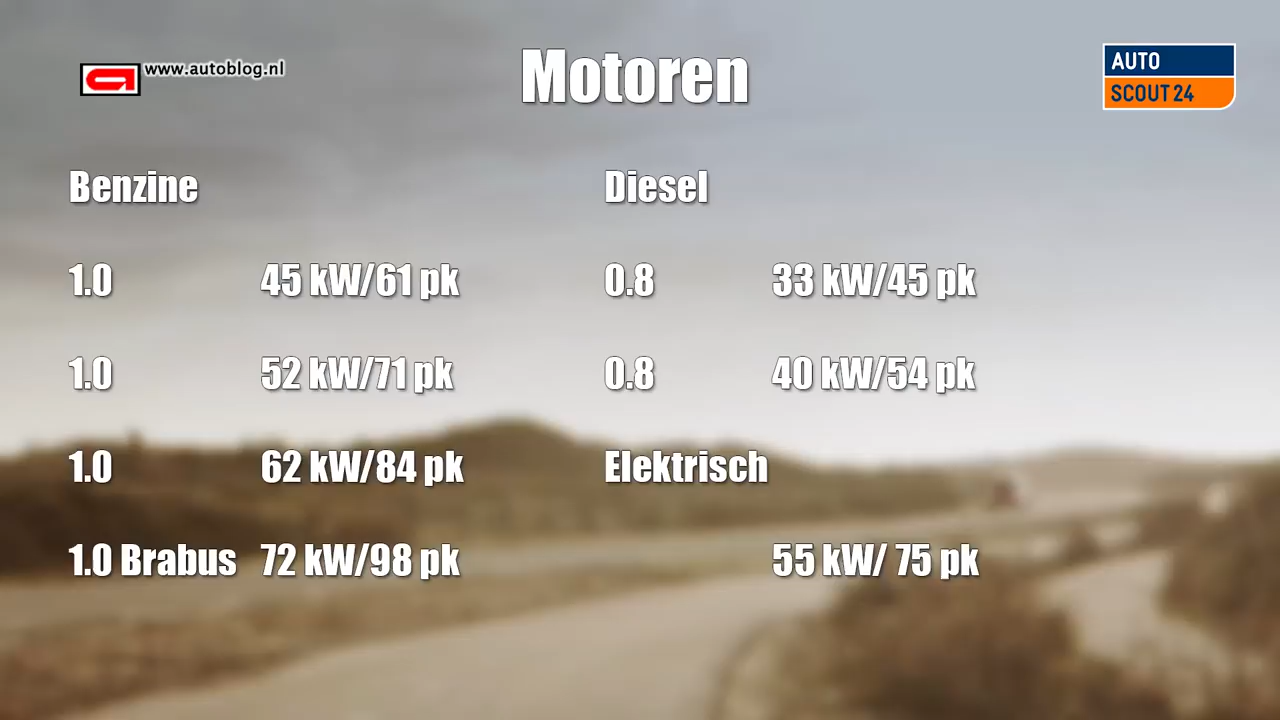 www.autoblog.nl
Motoren
AUTO
SCOUT 24
Benzine
1.0 45 kW/61 pk
1.0 52 kW/71 pk
1.0 62 kW/84 pk
1.0 Brabus 72 kW/98 pk
Diesel
0.8 33 kW/45 pk
0.8 40 kW/54 pk
Elektrisch
55 kW/ 75 pk